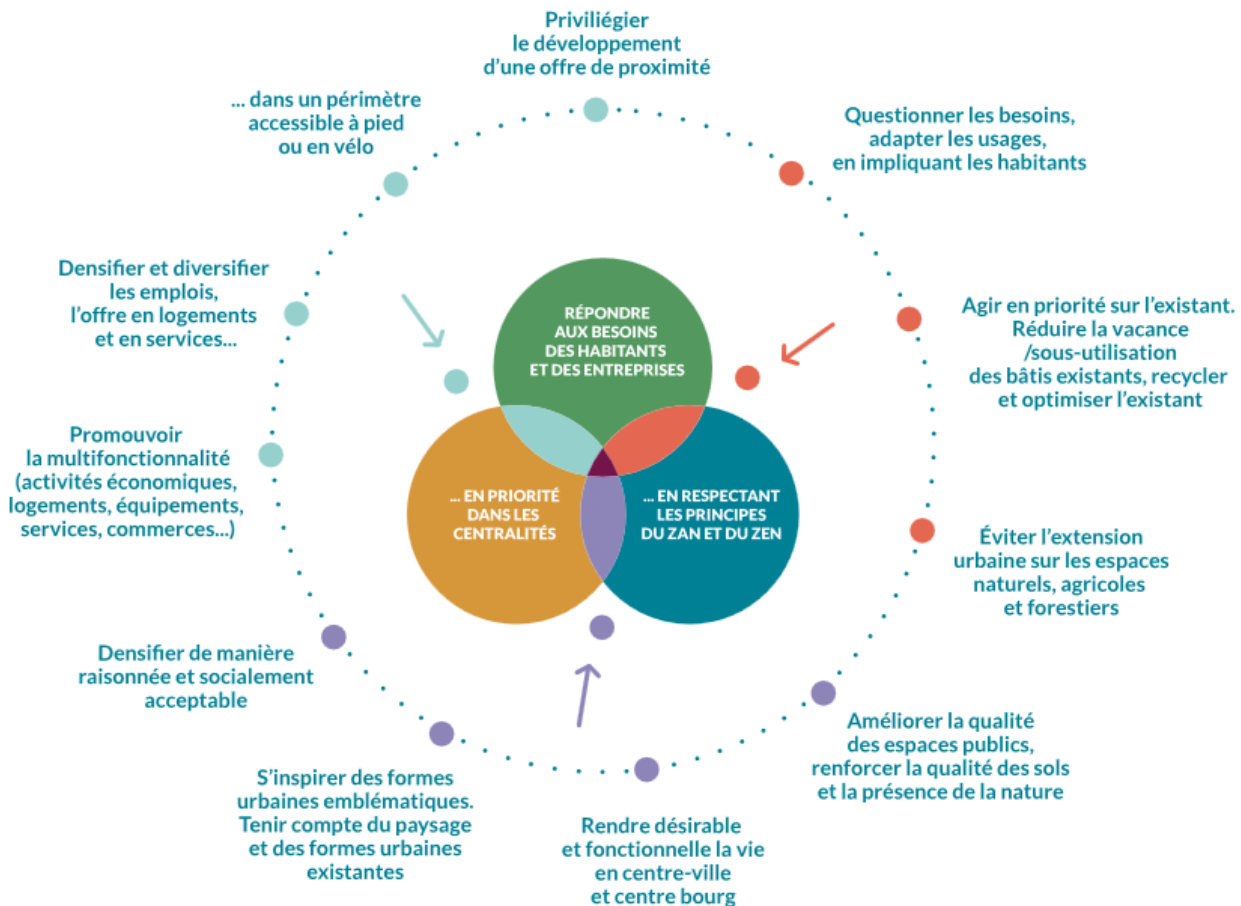 Priviliégier
le développement
d'une offre de proximité
... dans un périmètre
accessible à pied
ou en vélo
Questionner les besoins,
adapter les usages,
en impliquant les habitants
Densifier et diversifier
les emplois,
l'offre en logements
et en services...
Agir en priorité sur l'existant.
Réduire la vacance
/sous-utilisation
des bâtis existants, recycler
et optimiser l'existant
RÉPONDRE
AUX BESOINS
DES HABITANTS
ET DES ENTREPRISES
Promouvoir
la multifonctionnalité
(activités économiques,
logements, équipements,
services, commerces...)
... EN PRIORITÉ
DANS LES
CENTRALITÉS
... EN RESPECTANT
LES PRINCIPES
DU ZAN ET DU ZEN
Éviter l'extension
urbaine sur les espaces
naturels, agricoles
et forestiers
Densifier de manière
raisonnée et socialement
acceptable
Améliorer la qualité
des espaces publics,
renforcer la qualité des sols
et la présence de la nature
S'inspirer des formes
urbaines emblématiques.
Tenir compte du paysage
et des formes urbaines
existantes
Rendre désirable
et fonctionnelle la vie
en centre-ville
et centre bourg